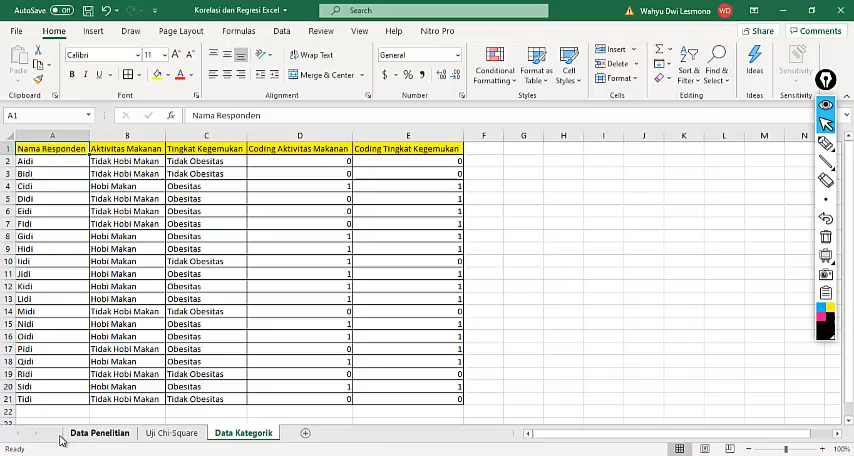 AutoSave Off Korelasi dan Regresi Excel Search Wahyu Dwi Lesmono WD
File Home Insert Draw Page Layout Formulas Data Review View Help Nitro Pro Share Comments
Calibri 11 Wrap Text General Insert
Paste Merge & Center Conditional Formatting Format as Table Cell Styles Delete Format Sort & Filter Find & Select Ideas Sensitivity
Clipboard Font Alignment Number Styles Cells Editing Ideas Sensitivity
A1 fx Nama Responden
A B C D E F G H I J K L M N
1 Nama Responden Aktivitas Makanan Tingkat Kegemukan Coding Aktivitas Makanan Coding Tingkat Kegemukan
2 Aidi Tidak Hobi Makan Tidak Obesitas 0 0
3 Bidi Tidak Hobi Makan Tidak Obesitas 0 0
4 Cidi Hobi Makan Obesitas 1 1
5 Didi Tidak Hobi Makan Obesitas 0 1
6 Eidi Tidak Hobi Makan Obesitas 0 1
7 Fidi Tidak Hobi Makan Obesitas 0 1
8 Gidi Hobi Makan Obesitas 1 1
9 Hidi Hobi Makan Obesitas 1 1
10 Iidi Hobi Makan Tidak Obesitas 1 0
11 Jidi Hobi Makan Obesitas 1 1
12 Kidi Hobi Makan Obesitas 1 1
13 Lidi Hobi Makan Obesitas 1 1
14 Midi Tidak Hobi Makan Tidak Obesitas 0 0
15 Nidi Hobi Makan Obesitas 1 1
16 Oidi Hobi Makan Obesitas 1 1
17 Pidi Tidak Hobi Makan Obesitas 0 1
18 Qidi Hobi Makan Obesitas 1 1
19 Ridi Tidak Hobi Makan Tidak Obesitas 0 0
20 Sidi Hobi Makan Obesitas 1 1
21 Tidi Tidak Hobi Makan Tidak Obesitas 0 0
22
Data Penelitian Uji Chi-Square Data Kategorik
Ready 100%